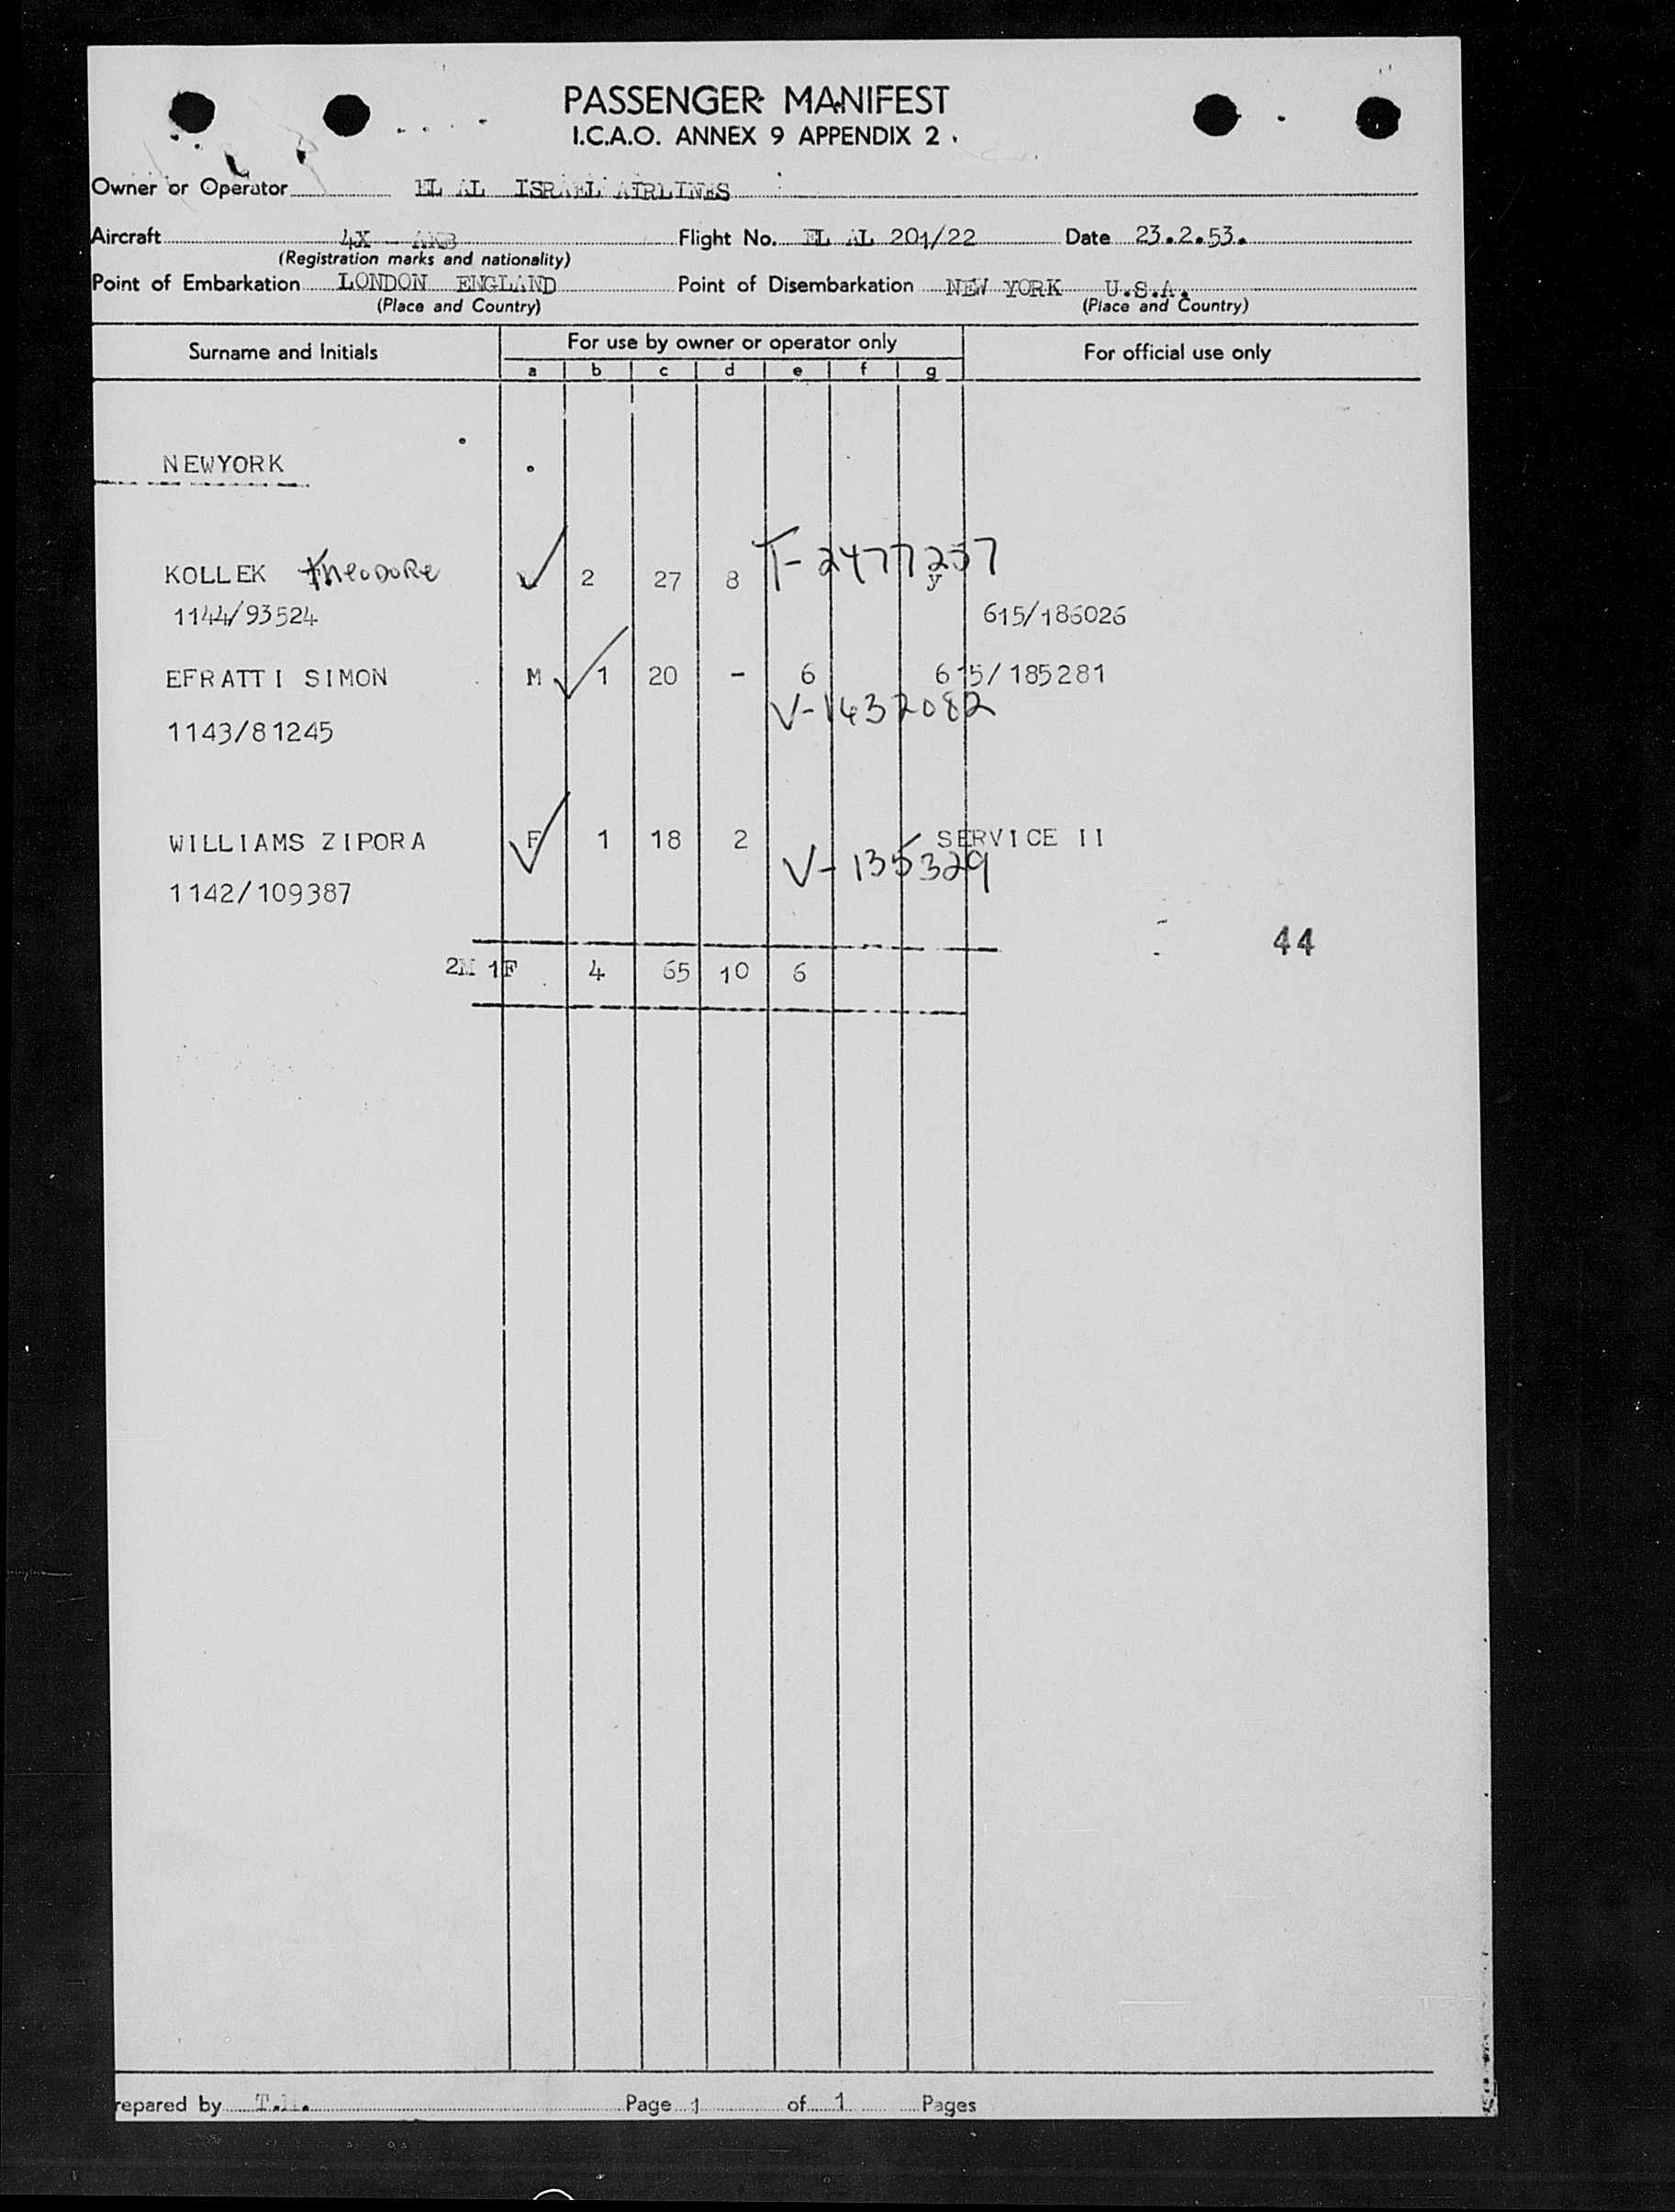 PASSENGER MANIFEST
I.C.A.O. ANNEX 9 APPENDIX 2.
Owner or Operator EL AL ISRAEL AIRLINES
Aircraft 4X - AKB Flight No. EL AL 201/22 Date 23.2.53.
(Registration marks and nationality)
Point of Embarkation LONDON ENGLAND Point of Disembarkation NEW YORK U.S.A.
(Place and Country) (Place and Country)
Surname and Initials For use by owner or operator only For official use only
a b c d e f g
NEWYORK
KOLLEK Theodore 2 27 8 T-2477237 y
1144/93524 615/186026
EFRATTI SIMON M 1 20 - 6 615/185281
V-1432082
1143/81245
WILLIAMS ZIPORA F 1 18 2 SERVICE II
V-135329
1142/109387
44
2M 1F 4 65 10 6
repared by Page 1 of 1 Pages